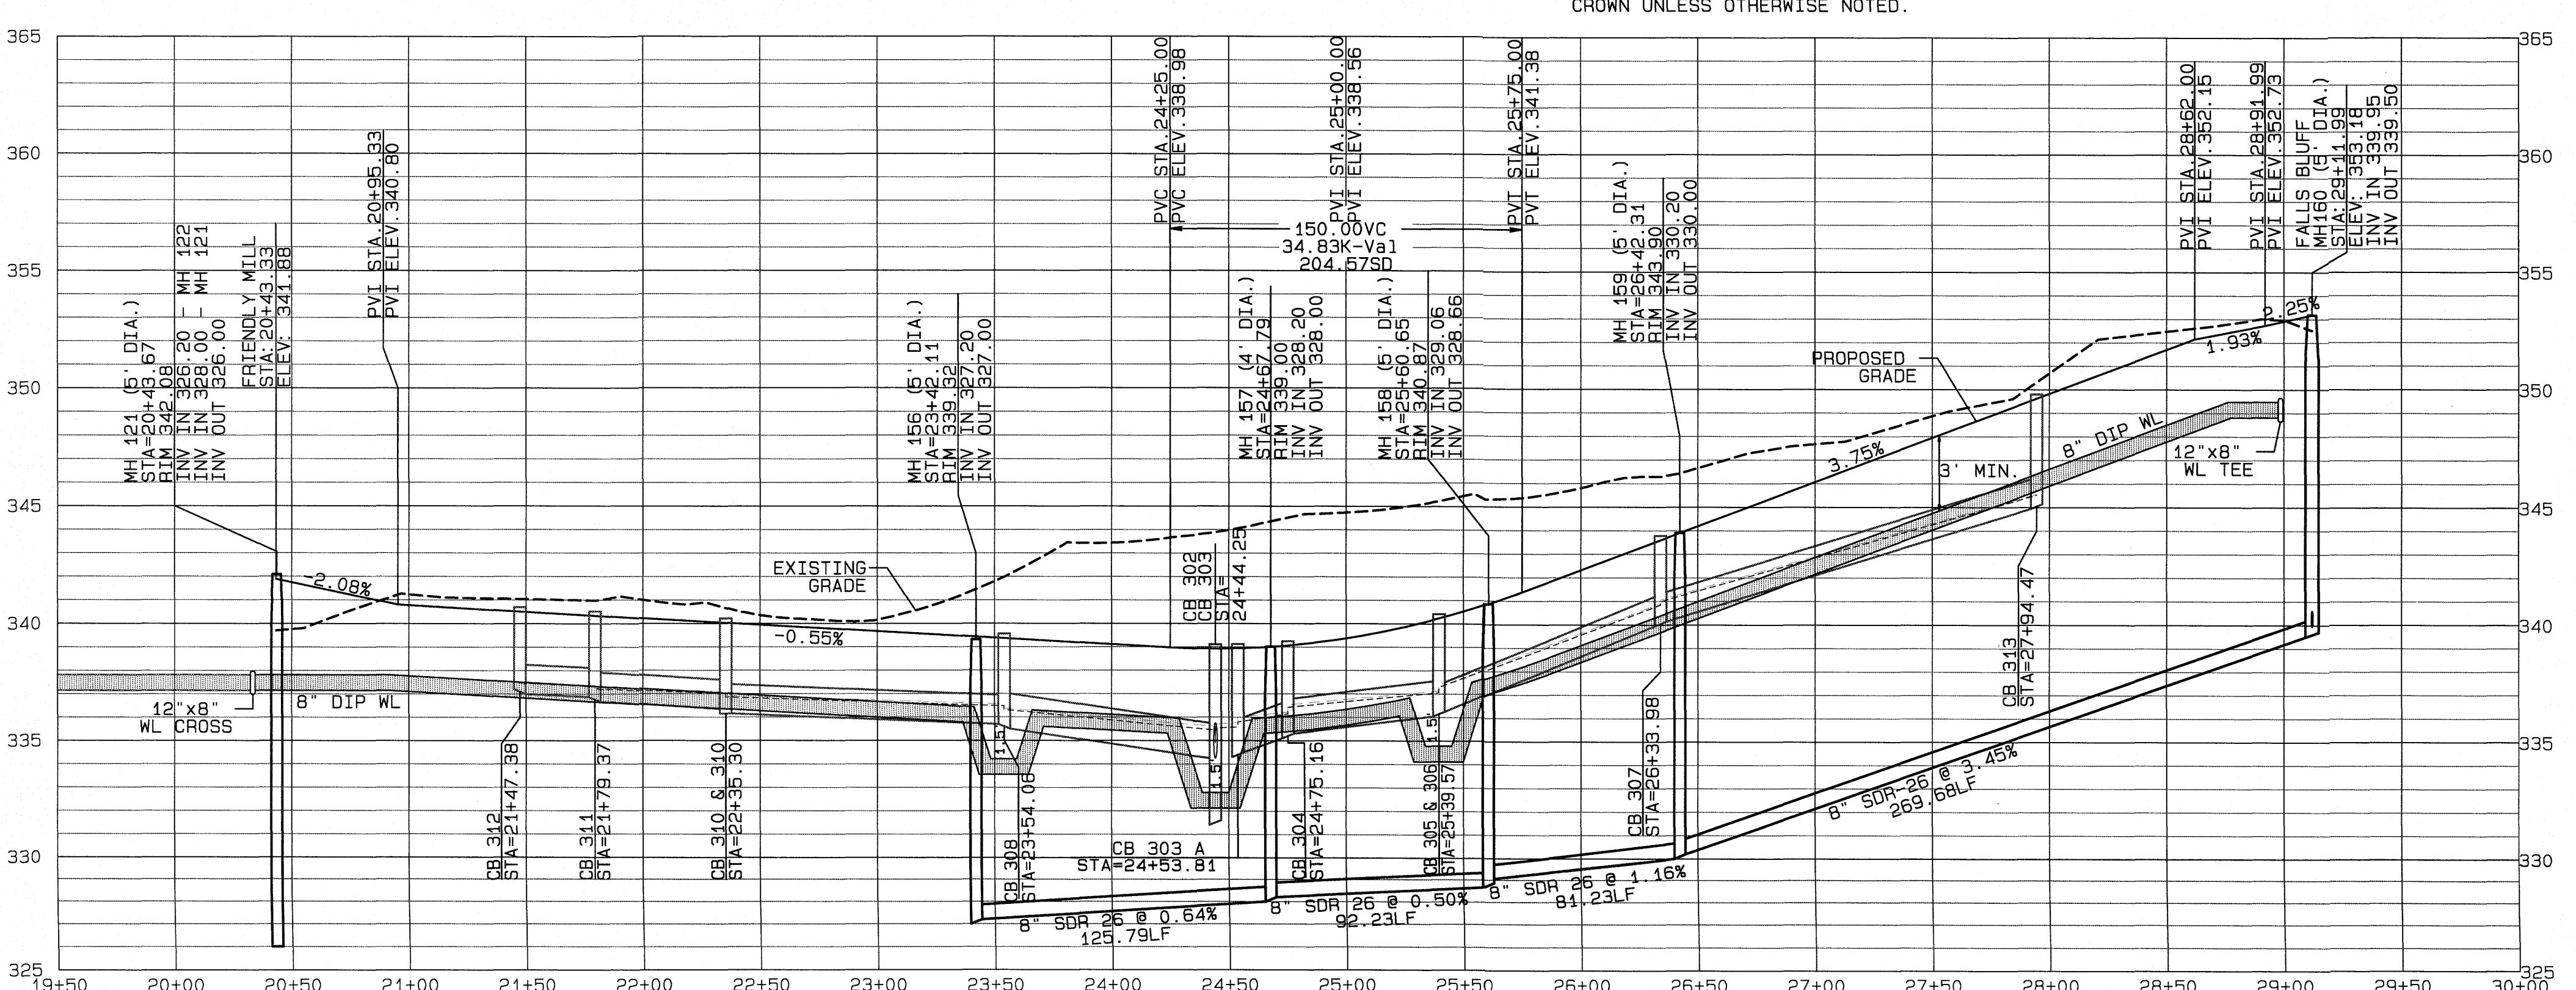 CROWN UNLESS OTHERWISE NOTED.
365
360
355
350
345
340
335
330
325
365
360
355
350
345
340
335
330
325
MH 121 (5' DIA.)
STA=20+43.67
RIM 342.08
INV IN 326.20 - MH 122
INV IN 328.00 - MH 121
INV OUT 326.00
FRIENDLY MILL
STA:20+43.33
ELEV: 341.88
PVI STA.20+95.33
PVI ELEV.340.80
MH 156 (5' DIA.)
STA=23+42.11
RIM 339.32
INV IN 327.20
INV OUT 327.00
PVC STA.24+25.00
PVC ELEV.338.98
PVI STA.25+00.00
PVI ELEV.338.56
PVT STA.25+75.00
PVT ELEV.341.38
150.00VC
34.83K-Val
204.57SD
MH 157 (4' DIA.)
STA=24+67.79
RIM 339.00
INV IN 328.20
INV OUT 328.00
MH 158 (5' DIA.)
STA=25+60.65
RIM 340.87
INV IN 329.06
INV OUT 328.66
MH 159 (5' DIA.)
STA=26+42.31
RIM 343.90
INV IN 330.20
INV OUT 330.00
PVI STA.28+62.00
PVI ELEV.352.15
PVI STA.28+91.99
PVI ELEV.352.73
FALLS BLUFF
MH160 (5' DIA.)
STA:29+11.99
ELEV: 353.18
INV IN 339.95
INV OUT 339.50
-2.08%
EXISTING
GRADE
-0.55%
CB 302
CB 303
STA=
24+44.25
PROPOSED
GRADE
3.75%
3' MIN.
8" DIP WL
1.93%
2.25%
12"x8"
WL TEE
12"x8"
WL CROSS
8" DIP WL
CB 312
STA=21+47.38
CB 311
STA=21+79.37
CB 310 & 310
STA=22+35.30
1.5'
CB 308
STA=23+54.06
1.5'
CB 303 A
STA=24+53.81
CB 304
STA=24+75.16
1.5'
CB 305 & 306
STA=25+39.57
CB 307
STA=26+33.98
CB 313
STA=27+94.47
8" SDR 26 @ 0.64%
125.79LF
8" SDR 26 @ 0.50%
92.23LF
8" SDR 26 @ 1.16%
81.23LF
8" SDR-26 @ 3.45%
269.68LF
19+50 20+00 20+50 21+00 21+50 22+00 22+50 23+00 23+50 24+00 24+50 25+00 25+50 26+00 26+50 27+00 27+50 28+00 28+50 29+00 29+50 30+00